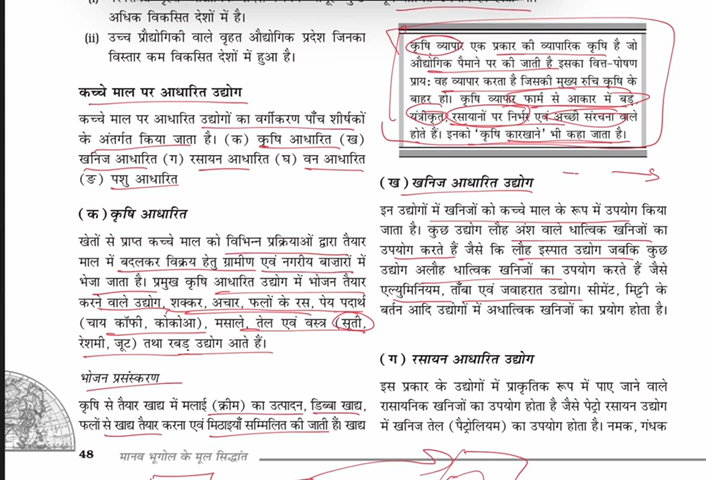 अधिक विकसित देशों में है।
(ii) उच्च प्रौद्योगिकी वाले वृहत औद्योगिक प्रदेश जिनका
विस्तार कम विकसित देशों में हुआ है।
कच्चे माल पर आधारित उद्योग
कच्चे माल पर आधारित उद्योगों का वर्गीकरण पाँच शीर्षकों
के अंतर्गत किया जाता है। (क) कृषि आधारित (ख)
खनिज आधारित (ग) रसायन आधारित (घ) वन आधारित
(ङ) पशु आधारित
(क) कृषि आधारित
खेतों से प्राप्त कच्चे माल को विभिन्न प्रक्रियाओं द्वारा तैयार
माल में बदलकर विक्रय हेतु ग्रामीण एवं नगरीय बाजारों में
भेजा जाता है। प्रमुख कृषि आधारित उद्योग में भोजन तैयार
करने वाले उद्योग, शक्कर, अचार, फलों के रस, पेय पदार्थ
(चाय कॉफी, कोकोआ), मसाले, तेल एवं वस्त्र (सूती,
रेशमी, जूट) तथा रबड़ उद्योग आते हैं।
भोजन प्रसंस्करण
कृषि से तैयार खाद्य में मलाई (क्रीम) का उत्पादन, डिब्बा खाद्य,
फलों से खाद्य तैयार करना एवं मिठाइयाँ सम्मिलित की जाती हैं। खाद्य
कृषि व्यापार एक प्रकार की व्यापारिक कृषि है जो
औद्योगिक पैमाने पर की जाती है इसका वित्त-पोषण
प्राय: वह व्यापार करता है जिसकी मुख्य रुचि कृषि के
बाहर हो। कृषि व्यापार फार्म से आकार में बड़े
यंत्रीकृत, रसायनों पर निर्भर एवं अच्छी संरचना वाले
होते हैं। इनको 'कृषि कारखाने' भी कहा जाता है।
(ख) खनिज आधारित उद्योग
इन उद्योगों में खनिजों को कच्चे माल के रूप में उपयोग किया
जाता है। कुछ उद्योग लौह अंश वाले धात्विक खनिजों का
उपयोग करते हैं जैसे कि लौह इस्पात उद्योग जबकि कुछ
उद्योग अलौह धात्विक खनिजों का उपयोग करते हैं जैसे
एल्युमिनियम, ताँबा एवं जवाहरात उद्योग। सीमेंट, मिट्टी के
बर्तन आदि उद्योगों में अधात्विक खनिजों का प्रयोग होता है।
(ग) रसायन आधारित उद्योग
इस प्रकार के उद्योगों में प्राकृतिक रूप में पाए जाने वाले
रासायनिक खनिजों का उपयोग होता है जैसे पेट्रो रसायन उद्योग
में खनिज तेल (पैट्रोलियम) का उपयोग होता है। नमक, गंधक
48 मानव भूगोल के मूल सिद्धांत